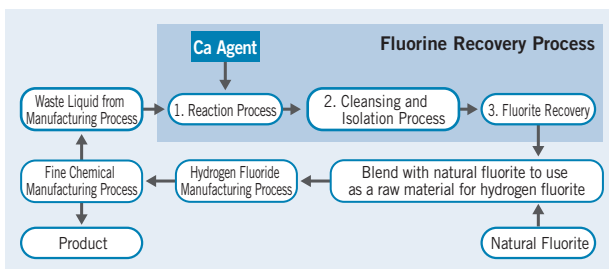 Fluorine Recovery Process
Ca Agent
Waste Liquid from
Manufacturing Process
1. Reaction Process
2. Cleansing and
Isolation Process
3. Fluorite Recovery
Fine Chemical
Manufacturing Process
Hydrogen Fluoride
Manufacturing Process
Blend with natural fluorite to use
as a raw material for hydrogen fluorite
Product
Natural Fluorite